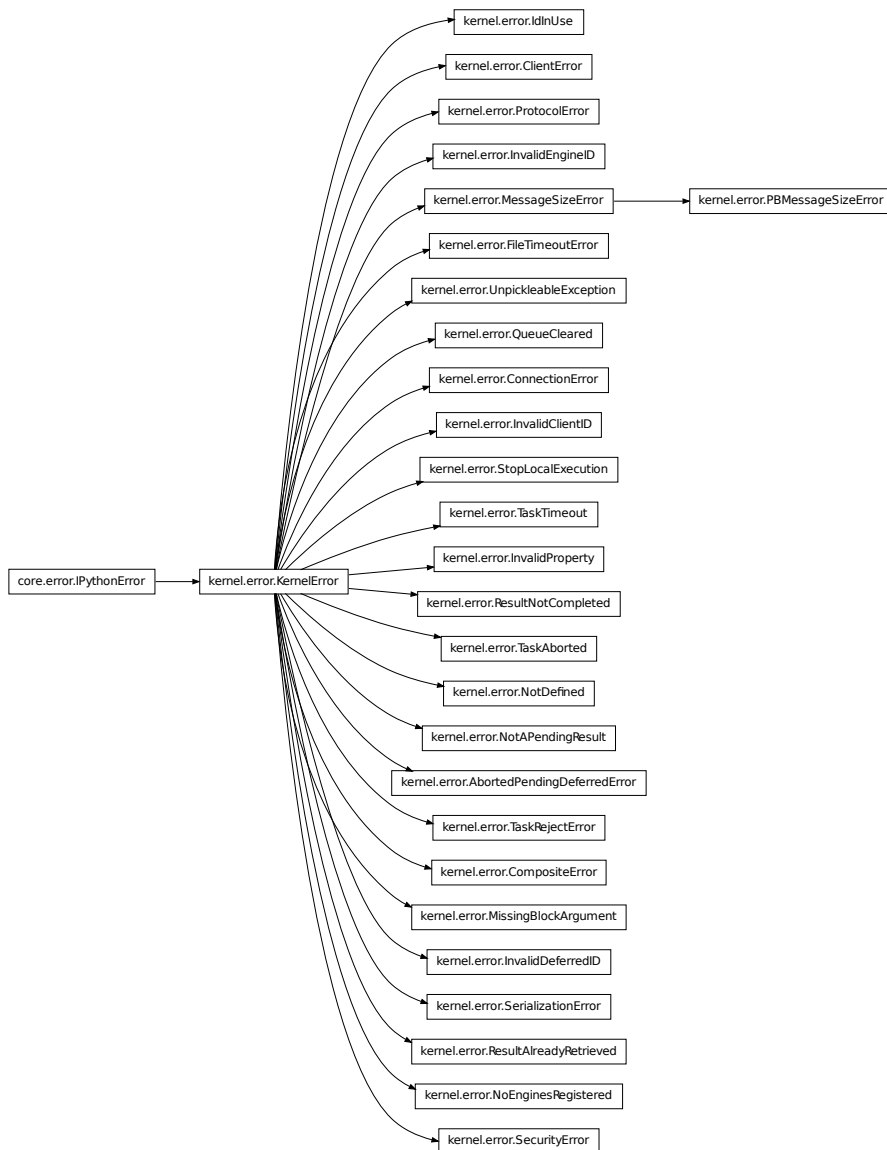 kernel.error.IdInUse
kernel.error.ClientError
kernel.error.ProtocolError
kernel.error.InvalidEngineID
kernel.error.MessageSizeError
kernel.error.PBMessageSizeError
kernel.error.FileTimeoutError
kernel.error.UnpickleableException
kernel.error.QueueCleared
kernel.error.ConnectionError
kernel.error.InvalidClientID
kernel.error.StopLocalExecution
kernel.error.TaskTimeout
kernel.error.InvalidProperty
core.error.IPythonError
kernel.error.KernelError
kernel.error.ResultNotCompleted
kernel.error.TaskAborted
kernel.error.NotDefined
kernel.error.NotAPendingResult
kernel.error.AbortedPendingDeferredError
kernel.error.TaskRejectError
kernel.error.CompositeError
kernel.error.MissingBlockArgument
kernel.error.InvalidDeferredID
kernel.error.SerializationError
kernel.error.ResultAlreadyRetrieved
kernel.error.NoEnginesRegistered
kernel.error.SecurityError